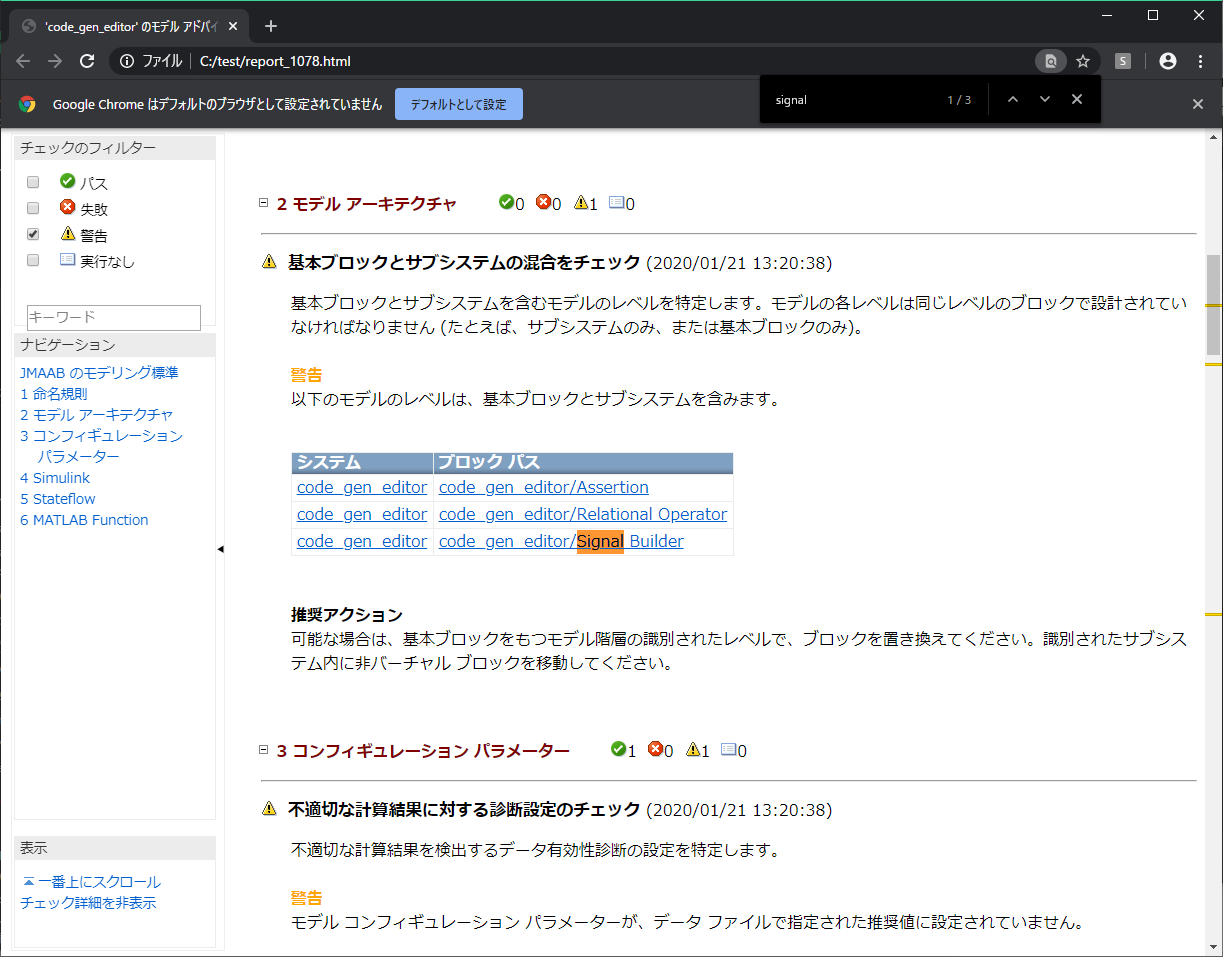 'code_gen_editor' のモデル アドバイ
ファイル
C:/test/report_1078.html
S
Google Chrome はデフォルトのブラウザとして設定されていません
デフォルトとして設定
signal
1 / 3
チェックのフィルター
パス
失敗
警告
実行なし
キーワード
ナビゲーション
JMAAB のモデリング標準
1 命名規則
2 モデル アーキテクチャ
3 コンフィギュレーション
パラメーター
4 Simulink
5 Stateflow
6 MATLAB Function
表示
一番上にスクロール
チェック詳細を非表示
2 モデル アーキテクチャ 0 0 1 0
基本ブロックとサブシステムの混合をチェック (2020/01/21 13:20:38)
基本ブロックとサブシステムを含むモデルのレベルを特定します。モデルの各レベルは同じレベルのブロックで設計されてい
なければなりません (たとえば、サブシステムのみ、または基本ブロックのみ)。
警告
以下のモデルのレベルは、基本ブロックとサブシステムを含みます。
システム ブロック パス
code_gen_editor code_gen_editor/Assertion
code_gen_editor code_gen_editor/Relational Operator
code_gen_editor code_gen_editor/Signal Builder
推奨アクション
可能な場合は、基本ブロックをもつモデル階層の識別されたレベルで、ブロックを置き換えてください。識別されたサブシス
テム内に非バーチャル ブロックを移動してください。
3 コンフィギュレーション パラメーター 1 0 1 0
不適切な計算結果に対する診断設定のチェック (2020/01/21 13:20:38)
不適切な計算結果を検出するデータ有効性診断の設定を特定します。
警告
モデル コンフィギュレーション パラメーターが、データ ファイルで指定された推奨値に設定されていません。